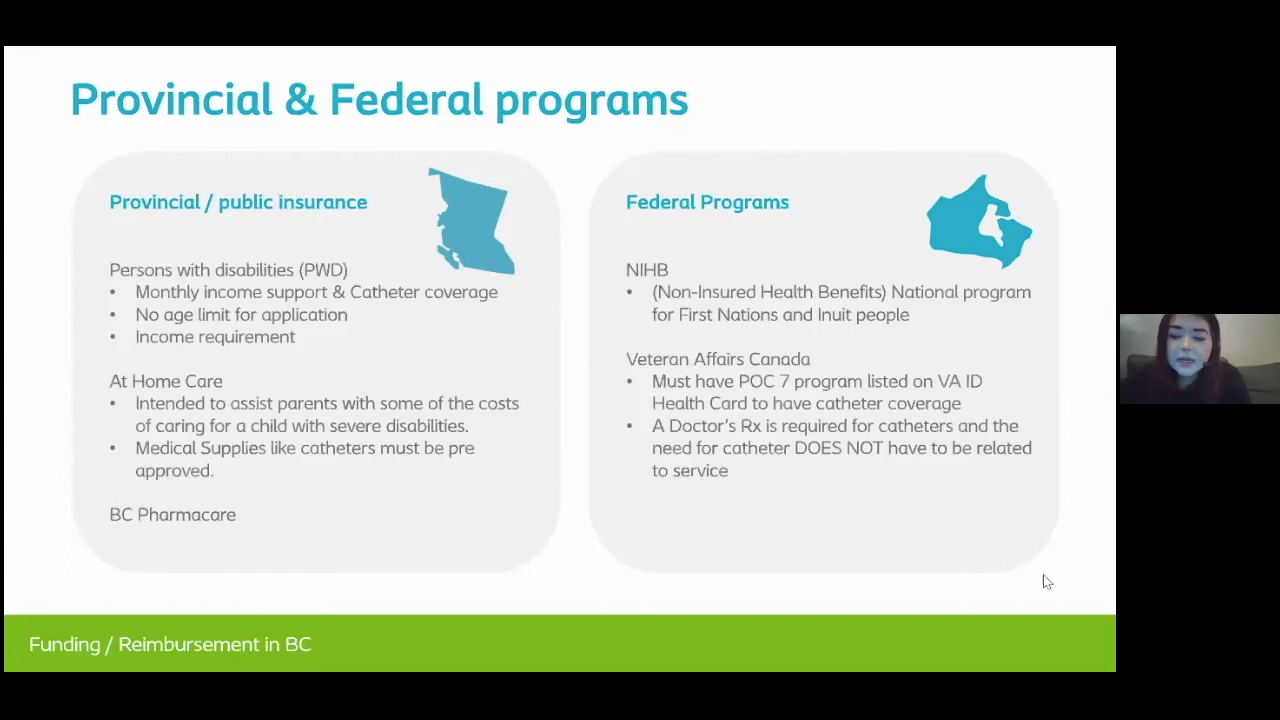 Provincial & Federal programs
Provincial / public insurance
Persons with disabilities (PWD)
• Monthly income support & Catheter coverage
• No age limit for application
• Income requirement
At Home Care
• Intended to assist parents with some of the costs
of caring for a child with severe disabilities.
• Medical Supplies like catheters must be pre
approved.
BC Pharmacare
Federal Programs
NIHB
• (Non-Insured Health Benefits) National program
for First Nations and Inuit people
Veteran Affairs Canada
• Must have POC 7 program listed on VA ID
Health Card to have catheter coverage
• A Doctor's Rx is required for catheters and the
need for catheter DOES NOT have to be related
to service
Funding / Reimbursement in BC